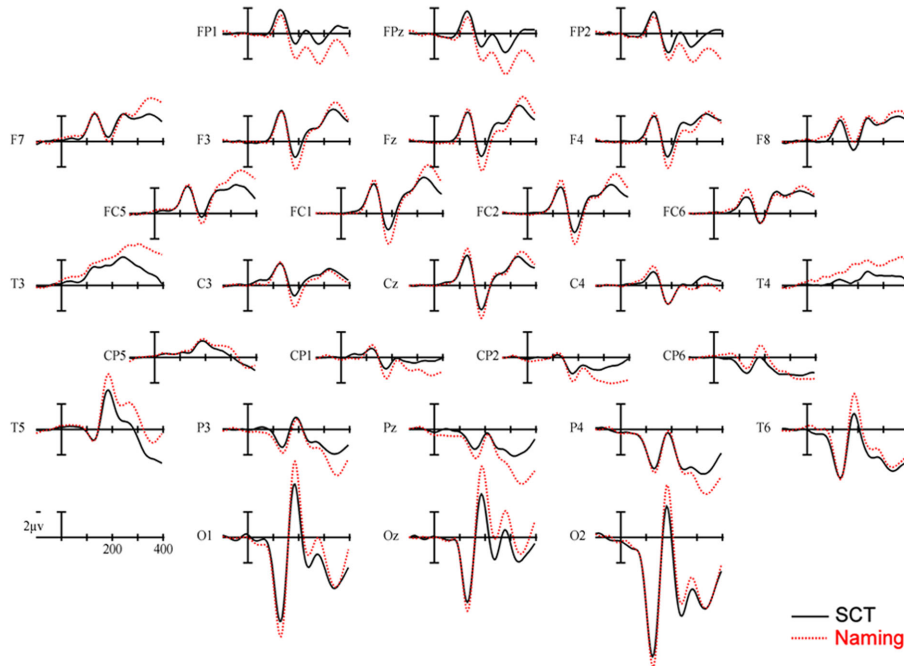 FP1 FPz FP2
F7 F3 Fz F4 F8
FC5 FC1 FC2 FC6
T3 C3 Cz C4 T4
CP5 CP1 CP2 CP6
T5 P3 Pz P4 T6
2μv O1 Oz O2
200 400
SCT
Naming